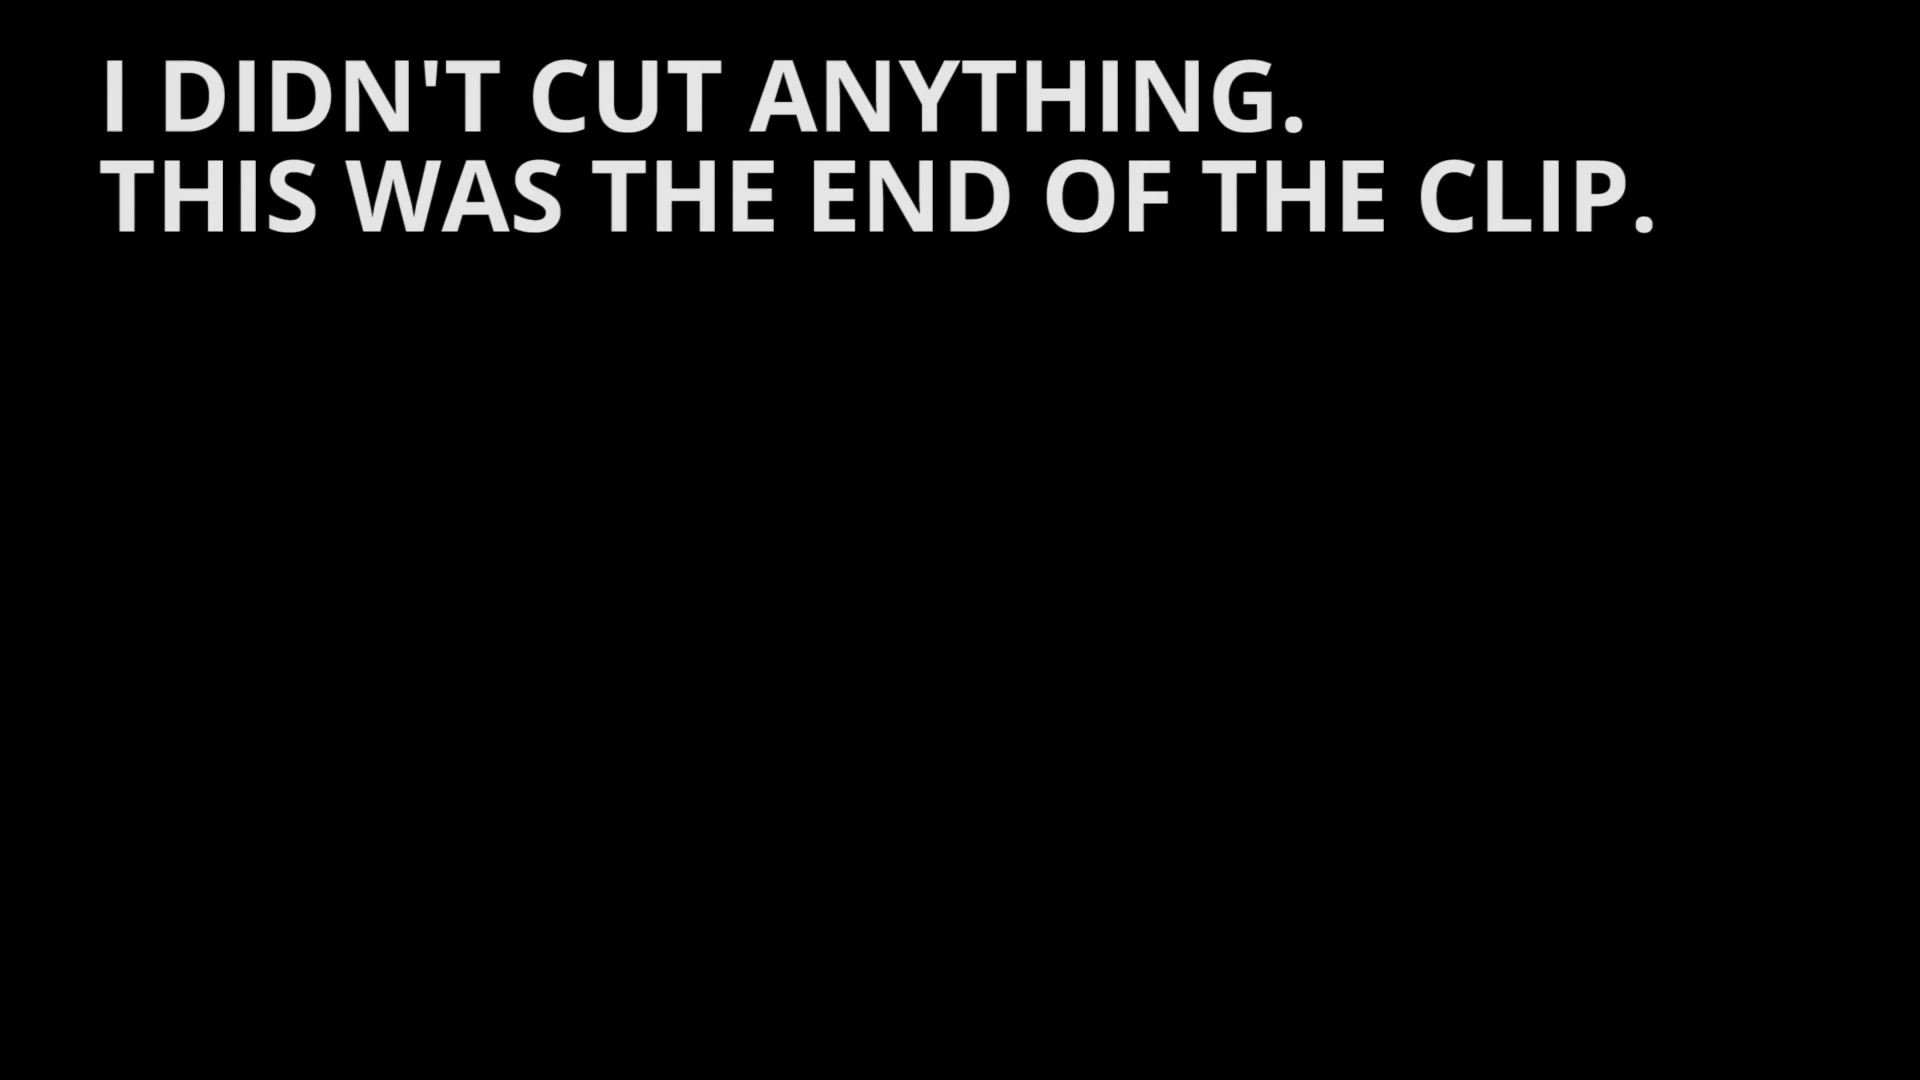 I DIDN'T CUT ANYTHING.
THIS WAS THE END OF THE CLIP.